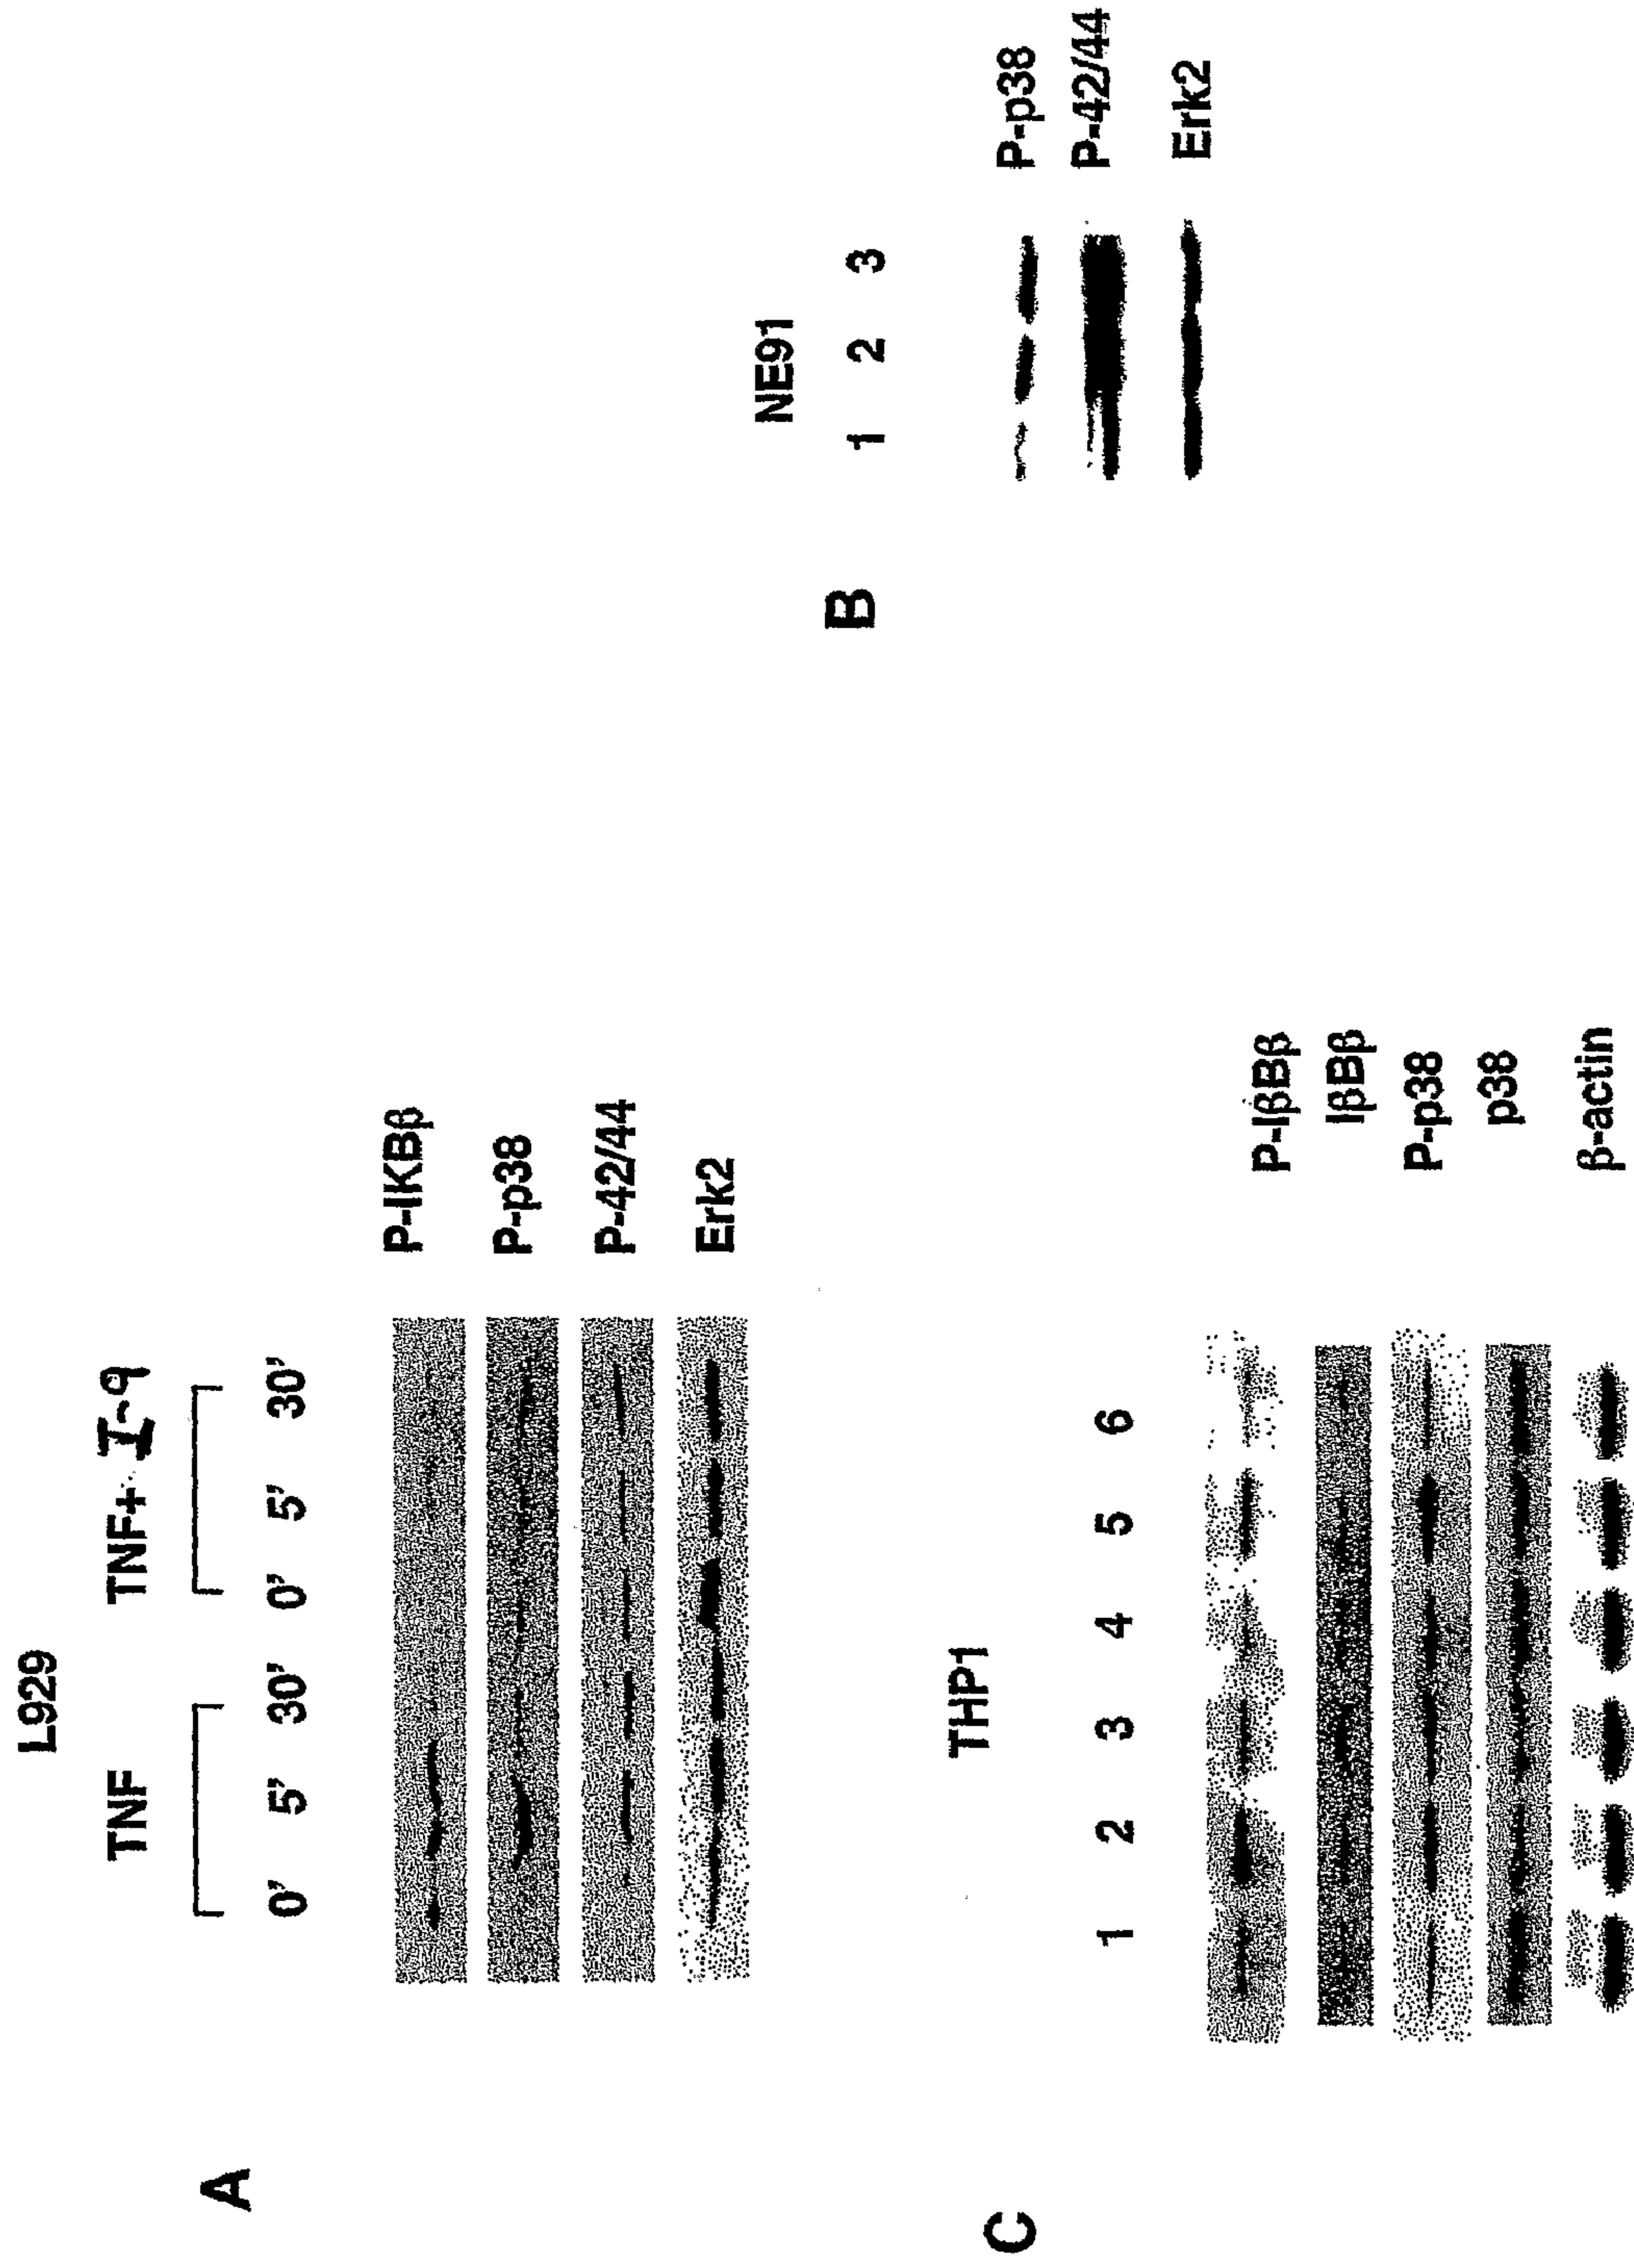 A
L929
TNF TNF+ I-9
0' 5' 30' 0' 5' 30'
P-IKBβ
P-p38
P-42/44
Erk2
B
NE91
1 2 3
P-p38
P-42/44
Erk2
C
THP1
1 2 3 4 5 6
P-IβBβ
IβBβ
P-p38
p38
β-actin